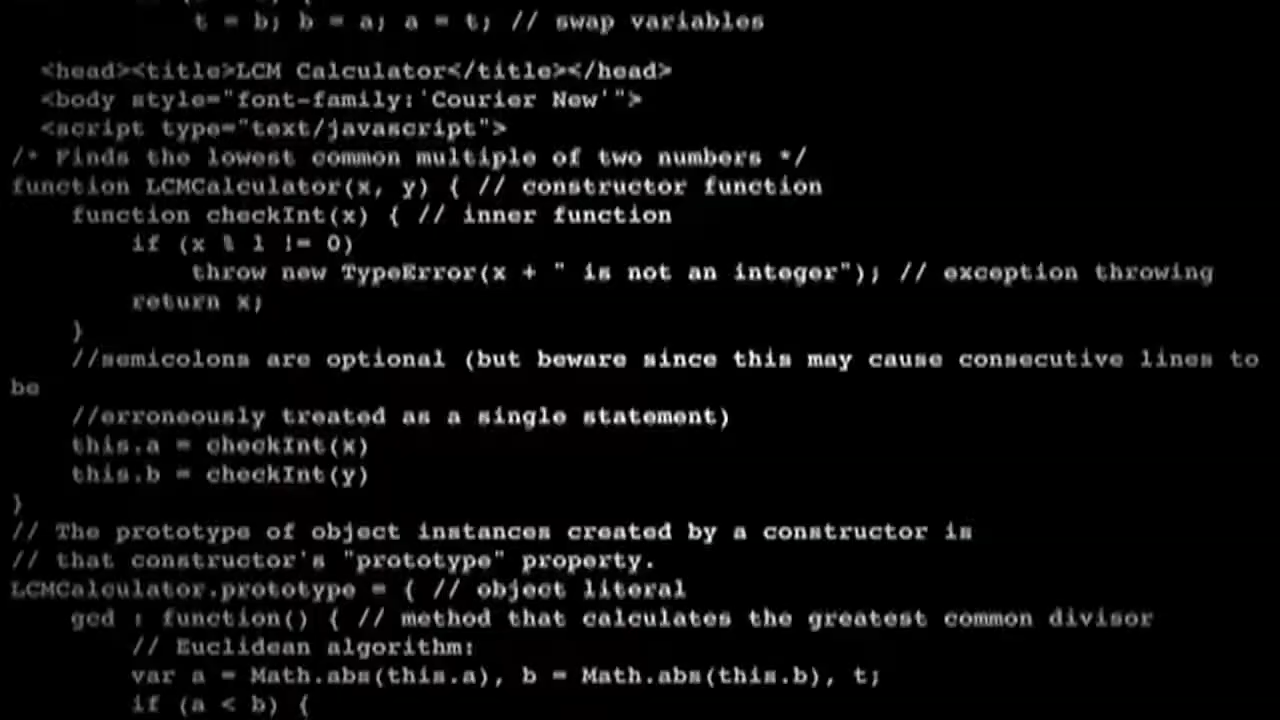 t = b; b = a; a = t; // swap variables
<head><title>LCM Calculator</title></head>
<body style="font-family:'Courier New'">
<script type="text/javascript">
/* Finds the lowest common multiple of two numbers */
function LCMCalculator(x, y) { // constructor function
function checkInt(x) { // inner function
if (x % 1 != 0)
throw new TypeError(x + " is not an integer"); // exception throwing
return x;
}
//semicolons are optional (but beware since this may cause consecutive lines to
be
//erroneously treated as a single statement)
this.a = checkInt(x)
this.b = checkInt(y)
}
// The prototype of object instances created by a constructor is
// that constructor's "prototype" property.
LCMCalculator.prototype = { // object literal
gcd : function() { // method that calculates the greatest common divisor
// Euclidean algorithm:
var a = Math.abs(this.a), b = Math.abs(this.b), t;
if (a < b) {